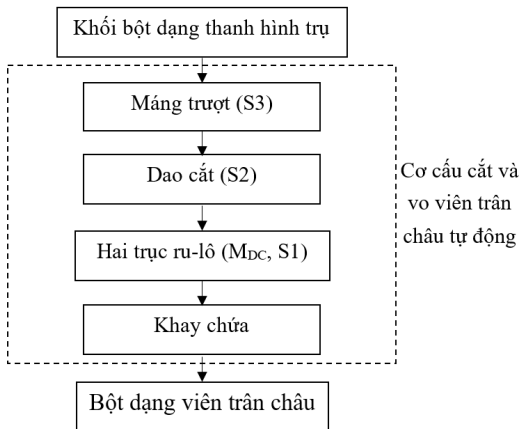 Khối bột dạng thanh hình trụ
Máng trượt (S3)
Dao cắt (S2)
Hai trục ru-lô (MDC, S1)
Khay chứa
Bột dạng viên trân châu
Cơ cấu cắt và
vo viên trân
châu tự động